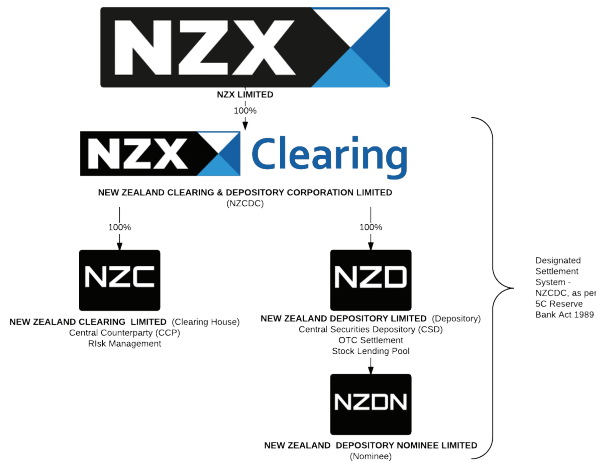 NZX
NZX LIMITED
100%
NZX Clearing
NEW ZEALAND CLEARING & DEPOSITORY CORPORATION LIMITED
(NZCDC)
100%
100%
NZC
NZD
NEW ZEALAND CLEARING LIMITED (Clearing House)
Central Counterparty (CCP)
RIsk Management
NEW ZEALAND DEPOSITORY LIMITED (Depository)
Central Securities Depository (CSD)
OTC Settlement
Stock Lending Pool
NZDN
NEW ZEALAND DEPOSITORY NOMINEE LIMITED
(Nominee)
Designated
Settlement
System -
NZCDC, as per
5C Reserve
Bank Act 1989